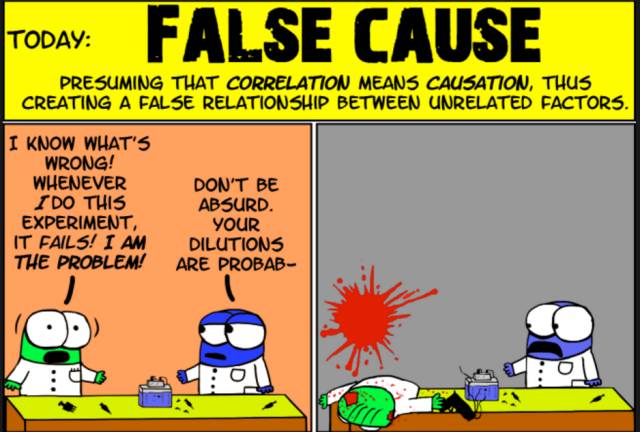 TODAY: FALSE CAUSE
PRESUMING THAT CORRELATION MEANS CAUSATION, THUS
CREATING A FALSE RELATIONSHIP BETWEEN UNRELATED FACTORS.
I KNOW WHAT'S
WRONG!
WHENEVER
I DO THIS
EXPERIMENT,
IT FAILS! I AM
THE PROBLEM!
DON'T BE
ABSURD.
YOUR
DILUTIONS
ARE PROBAB-